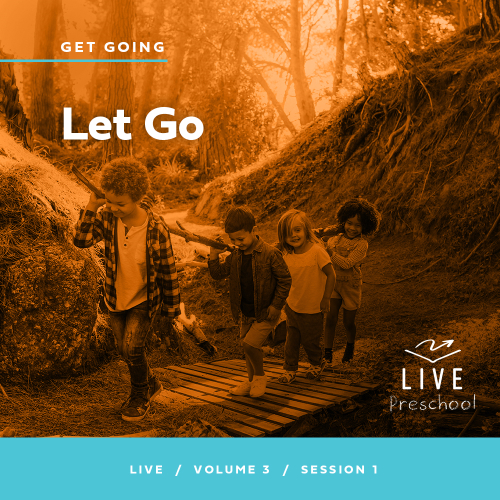 GET GOING
Let Go
LIVE
Preschool
LIVE / VOLUME 3 / SESSION 1